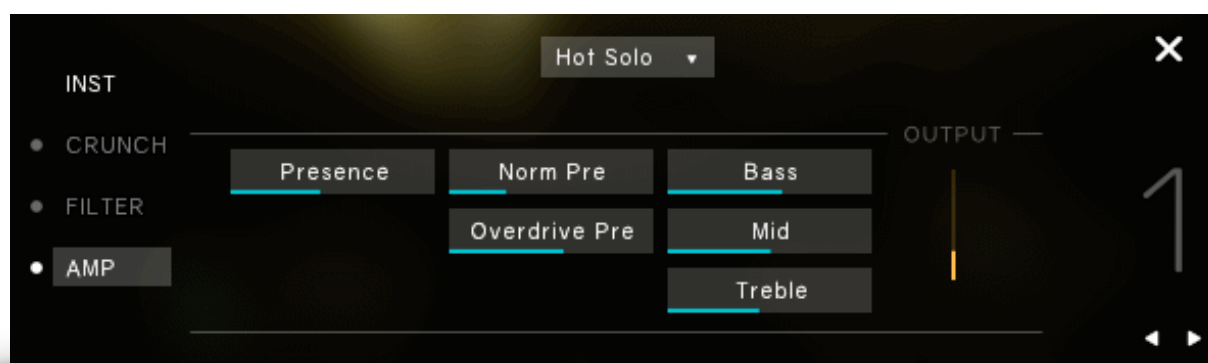 Hot Solo
INST
CRUNCH
FILTER
AMP
OUTPUT
Presence
Norm Pre
Bass
Overdrive Pre
Mid
Treble
1